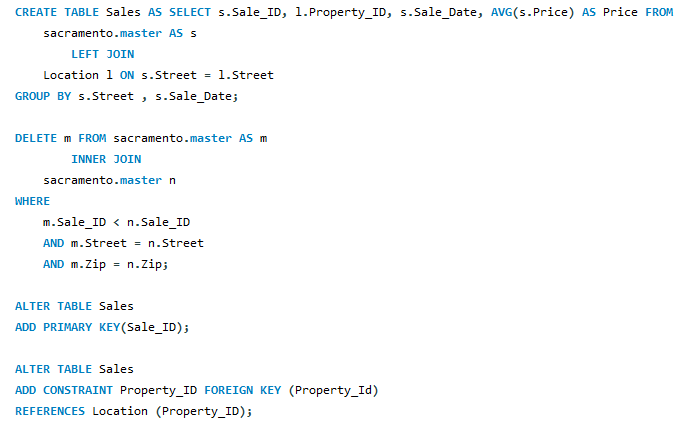 CREATE TABLE Sales AS SELECT s.Sale_ID, l.Property_ID, s.Sale_Date, AVG(s.Price) AS Price FROM
sacramento.master AS s
LEFT JOIN
Location l ON s.Street = l.Street
GROUP BY s.Street , s.Sale_Date;
DELETE m FROM sacramento.master AS m
INNER JOIN
sacramento.master n
WHERE
m.Sale_ID < n.Sale_ID
AND m.Street = n.Street
AND m.Zip = n.Zip;
ALTER TABLE Sales
ADD PRIMARY KEY(Sale_ID);
ALTER TABLE Sales
ADD CONSTRAINT Property_ID FOREIGN KEY (Property_Id)
REFERENCES Location (Property_ID);